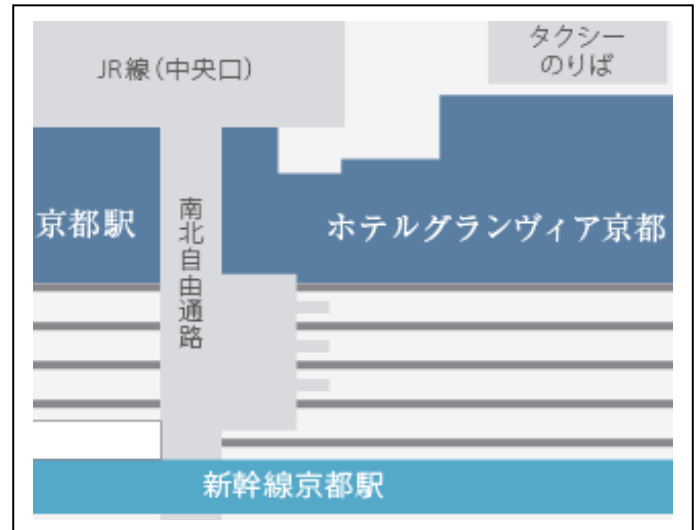 タクシー
のりば
JR線（中央口）
京都駅
南北自由通路
ホテルグランヴィア京都
新幹線京都駅